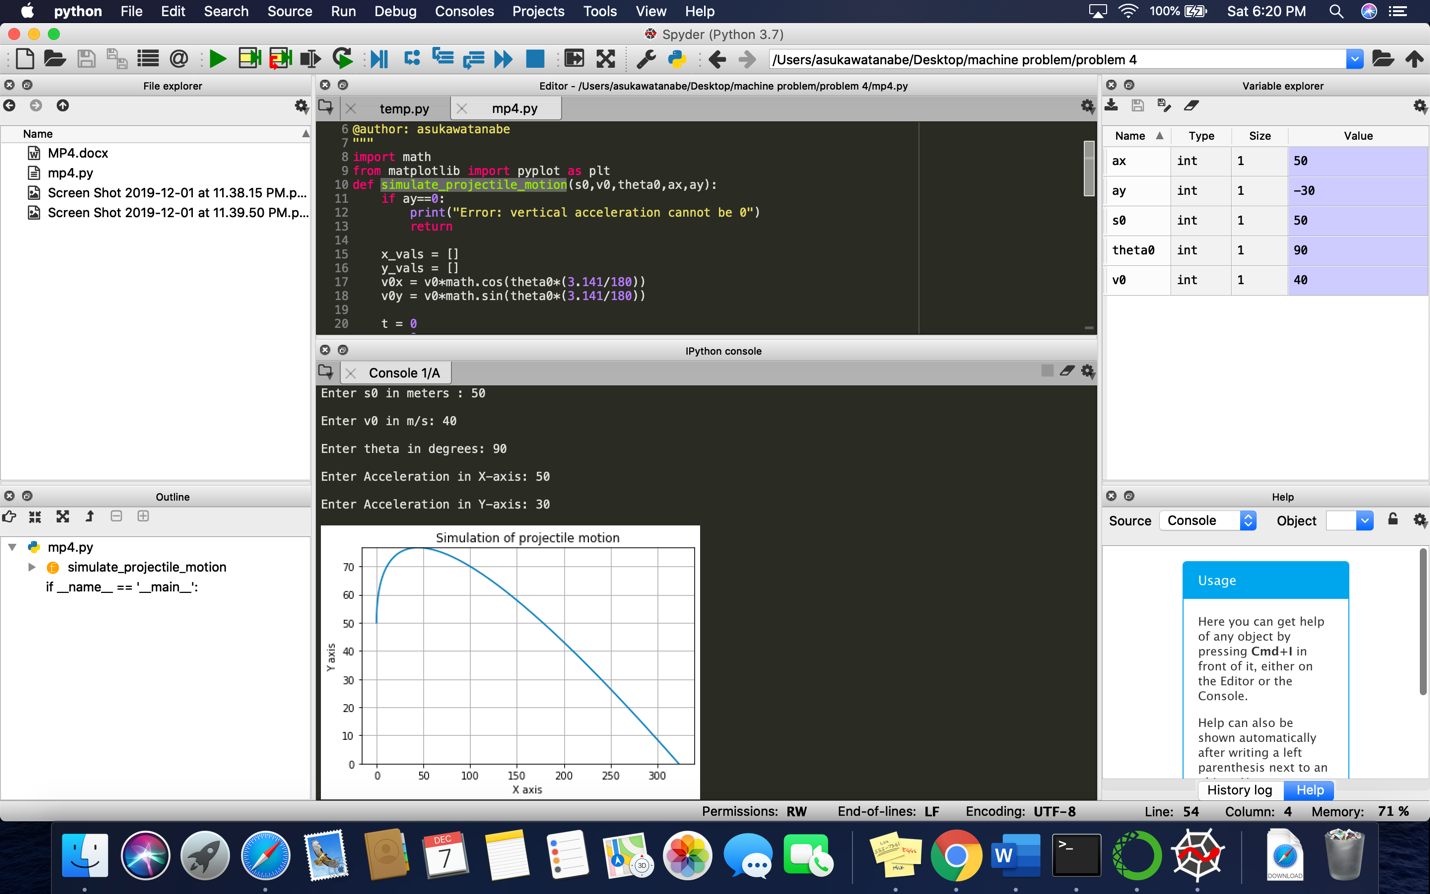 python File Edit Search Source Run Debug Consoles Projects Tools View Help 100% Sat 6:20 PM
Spyder (Python 3.7)
/Users/asukawatanabe/Desktop/machine problem/problem 4
File explorer
Name
MP4.docx
mp4.py
Screen Shot 2019-12-01 at 11.38.15 PM.p...
Screen Shot 2019-12-01 at 11.39.50 PM.p...
Outline
mp4.py
simulate_projectile_motion
if __name__ == '__main__':
Editor - /Users/asukawatanabe/Desktop/machine problem/problem 4/mp4.py
temp.py mp4.py
6 @author: asukawatanabe
7 """
8 import math
9 from matplotlib import pyplot as plt
10 def simulate_projectile_motion(s0,v0,theta0,ax,ay):
11 if ay==0:
12 print("Error: vertical acceleration cannot be 0")
13 return
14
15 x_vals = []
16 y_vals = []
17 v0x = v0*math.cos(theta0*(3.141/180))
18 v0y = v0*math.sin(theta0*(3.141/180))
19
20 t = 0
IPython console
Console 1/A
Enter s0 in meters : 50
Enter v0 in m/s: 40
Enter theta in degrees: 90
Enter Acceleration in X-axis: 50
Enter Acceleration in Y-axis: 30
Simulation of projectile motion
Y axis
70
60
50
40
30
20
10
0
0 50 100 150 200 250 300
X axis
Variable explorer
Name Type Size Value
ax int 1 50
ay int 1 -30
s0 int 1 50
theta0 int 1 90
v0 int 1 40
Help
Source Console Object
Usage
Here you can get help
of any object by
pressing Cmd+I in
front of it, either on
the Editor or the
Console.
Help can also be
shown automatically
after writing a left
parenthesis next to an
History log Help
Permissions: RW End-of-lines: LF Encoding: UTF-8 Line: 54 Column: 4 Memory: 71 %
DEC
7
3D
W
>_
DOWNLOAD